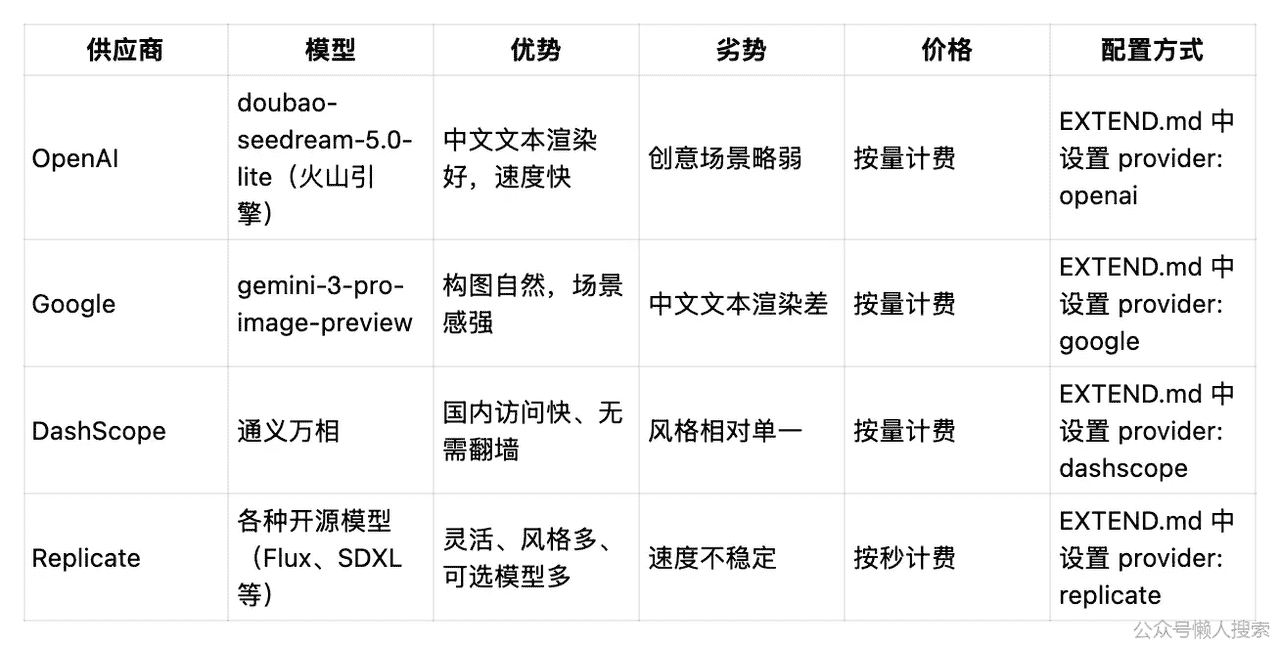 供应商 模型 优势 劣势 价格 配置方式
OpenAI
doubao-
seedream-5.0-
lite（火山引
擎）
中文文本渲染
好，速度快
创意场景略弱
按量计费
EXTEND.md 中
设置 provider:
openai
Google
gemini-3-pro-
image-preview
构图自然，场景
感强
中文文本渲染差
按量计费
EXTEND.md 中
设置 provider:
google
DashScope
通义万相
国内访问快、无
需翻墙
风格相对单一
按量计费
EXTEND.md 中
设置 provider:
dashscope
Replicate
各种开源模型
（Flux、SDXL
等）
灵活、风格多、
可选模型多
速度不稳定
按秒计费
EXTEND.md 中
设置 provider:
replicate
公众号懒人搜索